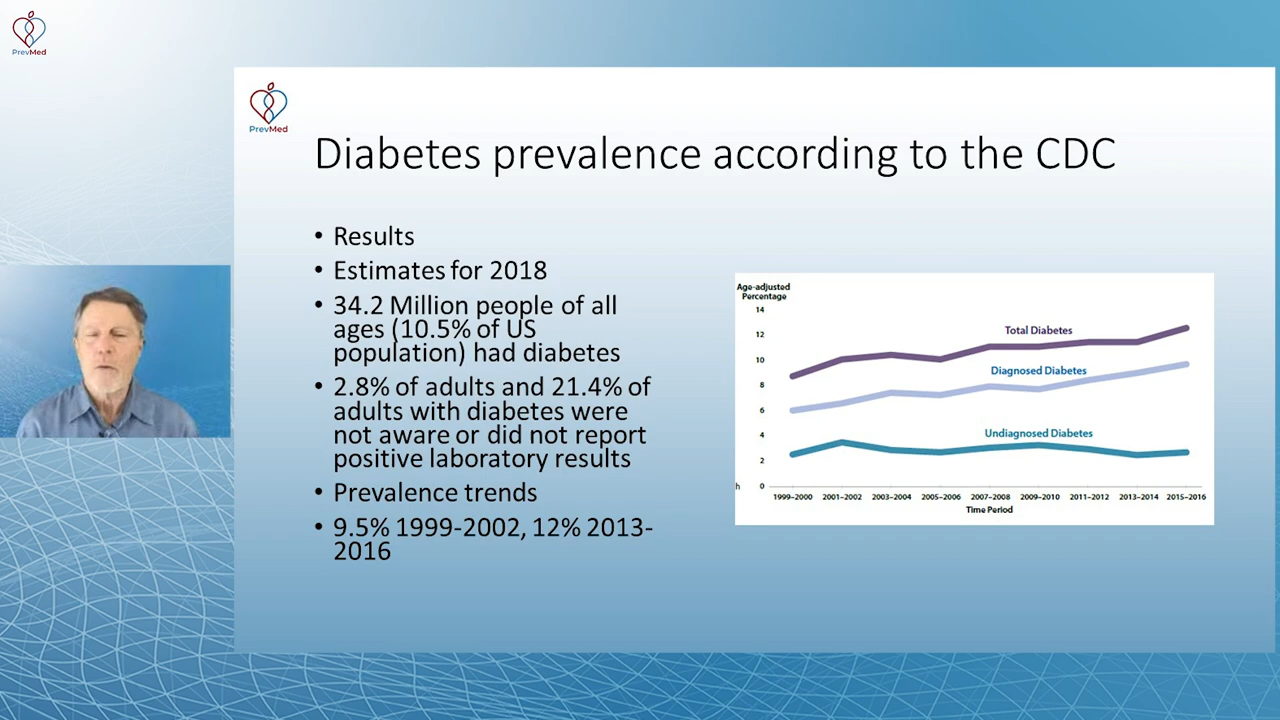 PrevMed
PrevMed
Diabetes prevalence according to the CDC
• Results
• Estimates for 2018
• 34.2 Million people of all
ages (10.5% of US
population) had diabetes
• 2.8% of adults and 21.4% of
adults with diabetes were
not aware or did not report
positive laboratory results
• Prevalence trends
• 9.5% 1999-2002, 12% 2013-
2016
Age-adjusted
Percentage
14
12
10
8
6
4
2
0
Total Diabetes
Diagnosed Diabetes
Undiagnosed Diabetes
h
1999–2000 2001–2002 2003–2004 2005–2006 2007–2008 2009–2010 2011–2012 2013–2014 2015–2016
Time Period